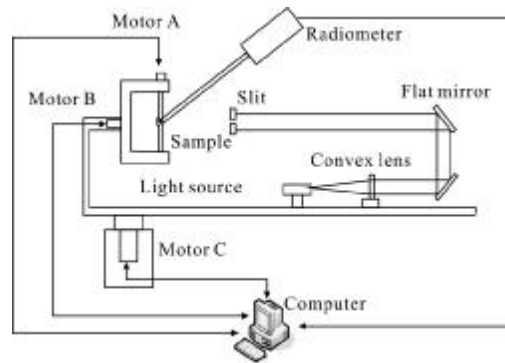 Motor A
Radiometer
Motor B
Slit
Flat mirror
Sample
Convex lens
Light source
Motor C
Computer